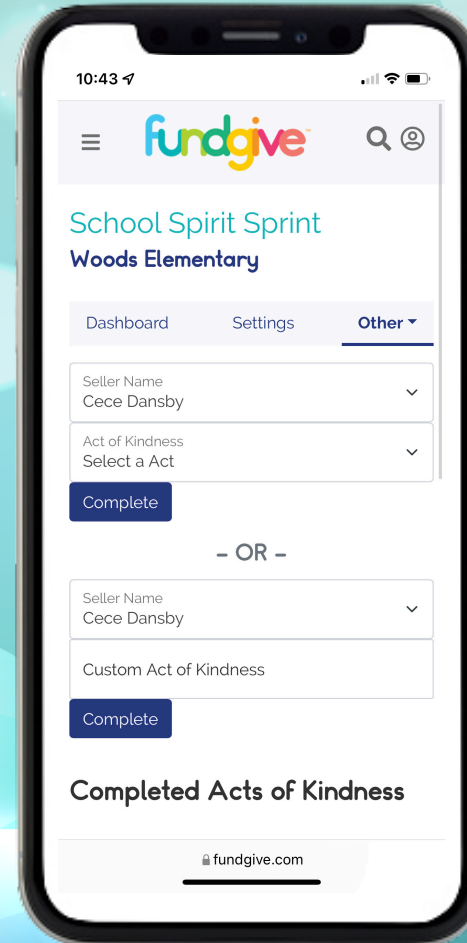 10:43
fundgive
School Spirit Sprint
Woods Elementary
Dashboard Settings Other
Seller Name
Cece Dansby
Act of Kindness
Select a Act
Complete
– OR –
Seller Name
Cece Dansby
Custom Act of Kindness
Complete
Completed Acts of Kindness
fundgive.com